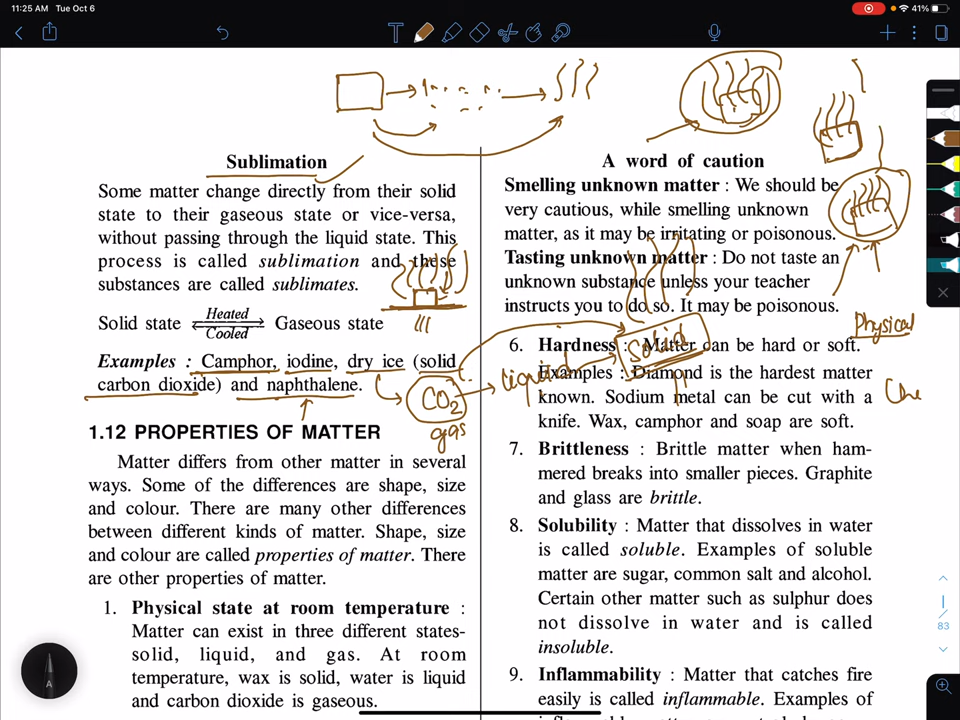 11:25 AM Tue Oct 6
41%
Sublimation
Some matter change directly from their solid
state to their gaseous state or vice-versa,
without passing through the liquid state. This
process is called sublimation and these
substances are called sublimates.
Solid state Heated Gaseous state
Cooled
Examples : Camphor, iodine, dry ice (solid
carbon dioxide) and naphthalene.
CO2
gas
liquid
Solid
1.12 PROPERTIES OF MATTER
Matter differs from other matter in several
ways. Some of the differences are shape, size
and colour. There are many other differences
between different kinds of matter. Shape, size
and colour are called properties of matter. There
are other properties of matter.
1. Physical state at room temperature :
Matter can exist in three different states-
solid, liquid, and gas. At room
temperature, wax is solid, water is liquid
and carbon dioxide is gaseous.
A word of caution
Smelling unknown matter : We should be
very cautious, while smelling unknown
matter, as it may be irritating or poisonous.
Tasting unknown matter : Do not taste an
unknown substance unless your teacher
instructs you to do so. It may be poisonous.
Physical
6. Hardness : Matter can be hard or soft.
Examples : Diamond is the hardest matter
known. Sodium metal can be cut with a
Che
knife. Wax, camphor and soap are soft.
7. Brittleness : Brittle matter when ham-
mered breaks into smaller pieces. Graphite
and glass are brittle.
8. Solubility : Matter that dissolves in water
is called soluble. Examples of soluble
matter are sugar, common salt and alcohol.
Certain other matter such as sulphur does
not dissolve in water and is called
insoluble.
9. Inflammability : Matter that catches fire
easily is called inflammable. Examples of
83
A